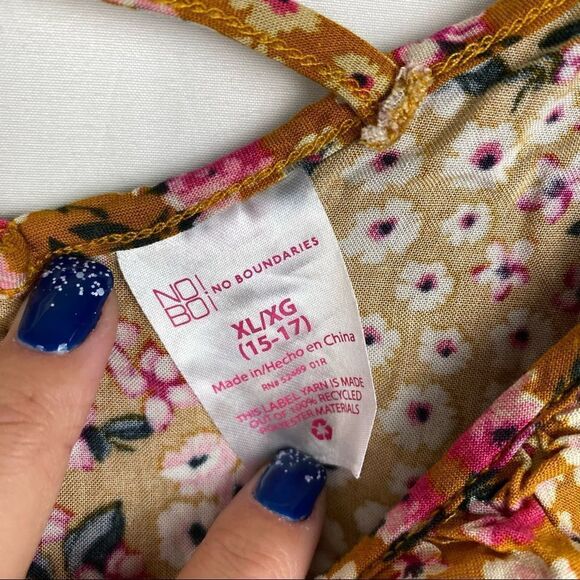 NO!
BO¡
NO BOUNDARIES
XL/XG
(15-17)
Made in/Hecho en China
RN# 52469 01R
THIS LABEL YARN IS MADE
OUT OF 100% RECYCLED
POLYESTER MATERIALS